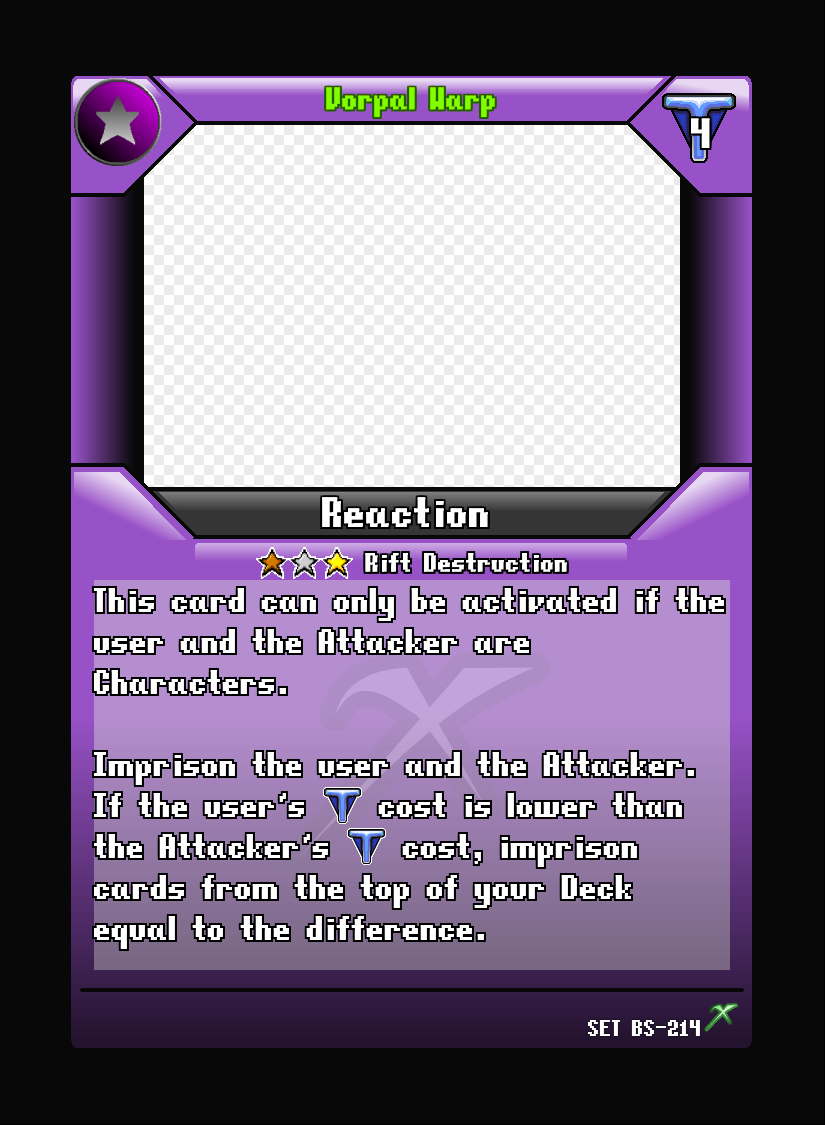 Vorpal Warp
4
Reaction
Rift Destruction
This card can only be activated if the
user and the Attacker are
Characters.
Imprison the user and the Attacker.
If the user's T cost is lower than
the Attacker's T cost, imprison
cards from the top of your Deck
equal to the difference.
SET BS-214